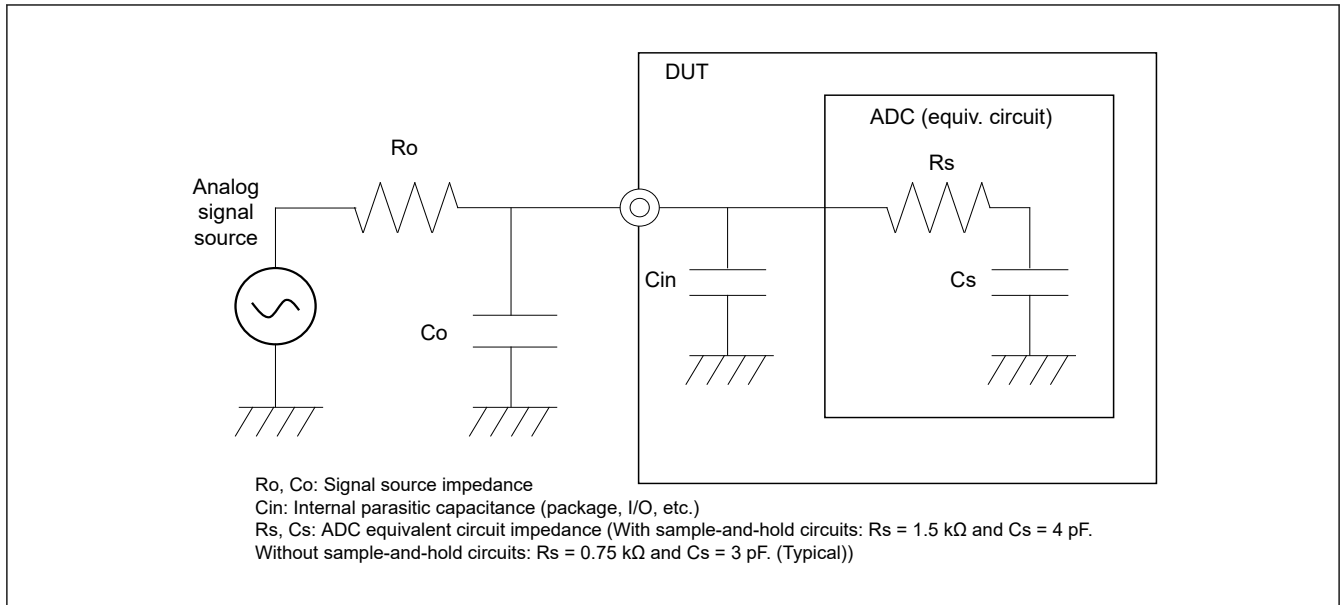 DUT
ADC (equiv. circuit)
Ro
Rs
Analog
signal
source
Cin
Cs
Co
Ro, Co: Signal source impedance
Cin: Internal parasitic capacitance (package, I/O, etc.)
Rs, Cs: ADC equivalent circuit impedance (With sample-and-hold circuits: Rs = 1.5 kΩ and Cs = 4 pF.
Without sample-and-hold circuits: Rs = 0.75 kΩ and Cs = 3 pF. (Typical))